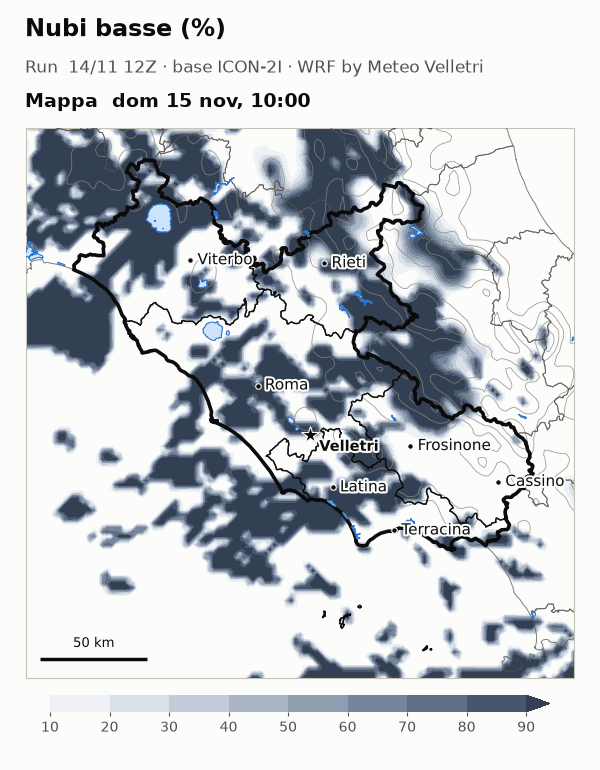 Nubi basse (%)
Run  14/11 12Z · base ICON-2I · WRF by Meteo Velletri
Mappa  dom 15 nov, 10:00
Viterbo
Rieti
Roma
Velletri
Frosinone
Cassino
Latina
Terracina
50 km
10 20 30 40 50 60 70 80 90